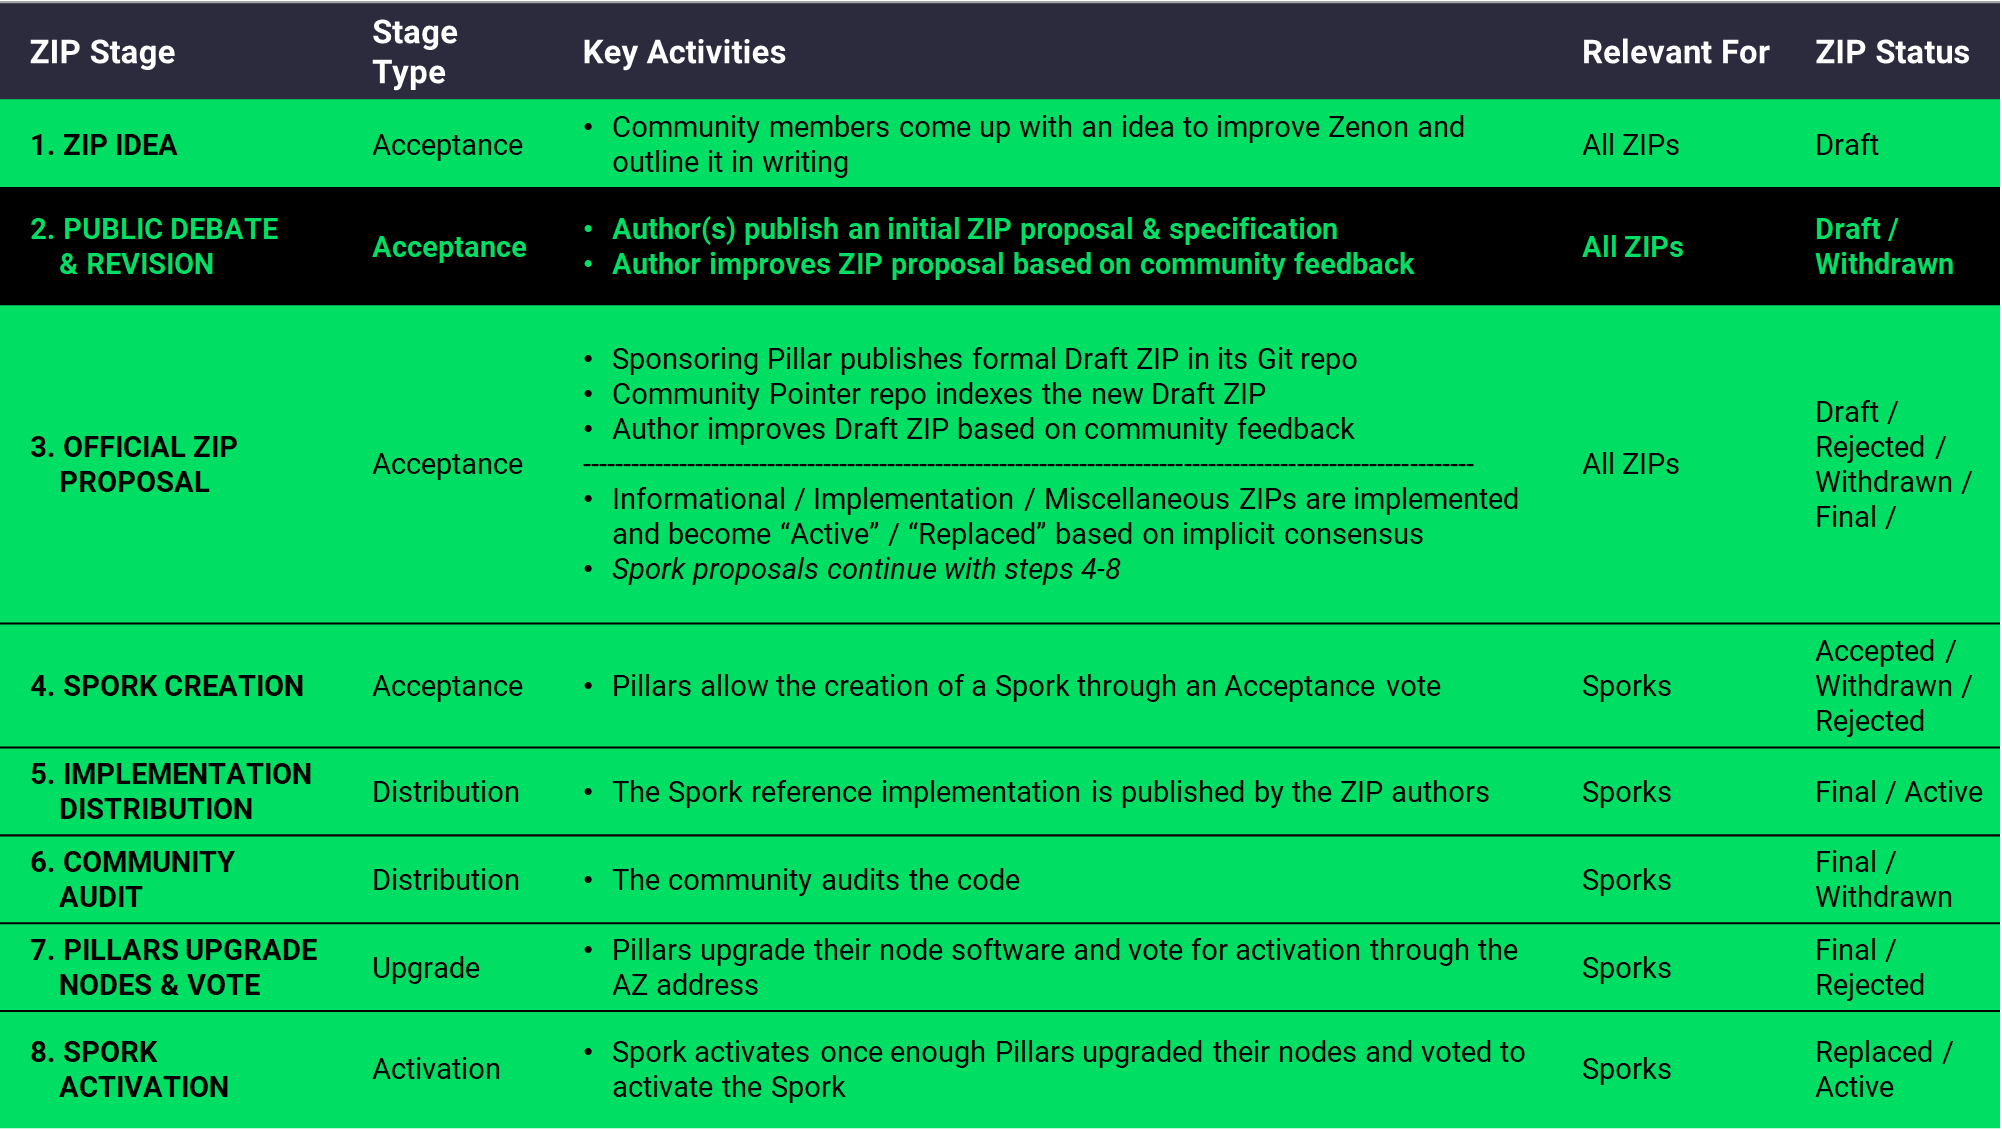 ZIP Stage
Stage
Type
Key Activities
Relevant For
ZIP Status
1. ZIP IDEA
Acceptance
• Community members come up with an idea to improve Zenon and
outline it in writing
All ZIPs
Draft
2. PUBLIC DEBATE
& REVISION
Acceptance
• Author(s) publish an initial ZIP proposal & specification
• Author improves ZIP proposal based on community feedback
All ZIPs
Draft /
Withdrawn
3. OFFICIAL ZIP
PROPOSAL
Acceptance
• Sponsoring Pillar publishes formal Draft ZIP in its Git repo
• Community Pointer repo indexes the new Draft ZIP
• Author improves Draft ZIP based on community feedback
• Informational / Implementation / Miscellaneous ZIPs are implemented
and become “Active” / “Replaced” based on implicit consensus
• Spork proposals continue with steps 4-8
All ZIPs
Draft /
Rejected /
Withdrawn /
Final /
4. SPORK CREATION
Acceptance
• Pillars allow the creation of a Spork through an Acceptance vote
Sporks
Accepted /
Withdrawn /
Rejected
5. IMPLEMENTATION
DISTRIBUTION
Distribution
• The Spork reference implementation is published by the ZIP authors
Sporks
Final / Active
6. COMMUNITY
AUDIT
Distribution
• The community audits the code
Sporks
Final /
Withdrawn
7. PILLARS UPGRADE
NODES & VOTE
Upgrade
• Pillars upgrade their node software and vote for activation through the
AZ address
Sporks
Final /
Rejected
8. SPORK
ACTIVATION
Activation
• Spork activates once enough Pillars upgraded their nodes and voted to
activate the Spork
Sporks
Replaced /
Active